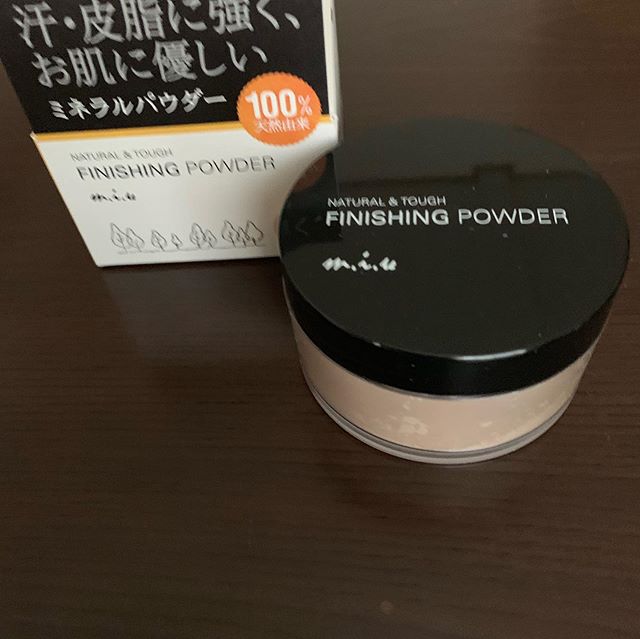 汗・皮脂に強く、
お肌に優しい
ミネラルパウダー
100%
天然由来
NATURAL & TOUGH
FINISHING POWDER
m.i.u
NATURAL & TOUGH
FINISHING POWDER
m.i.u